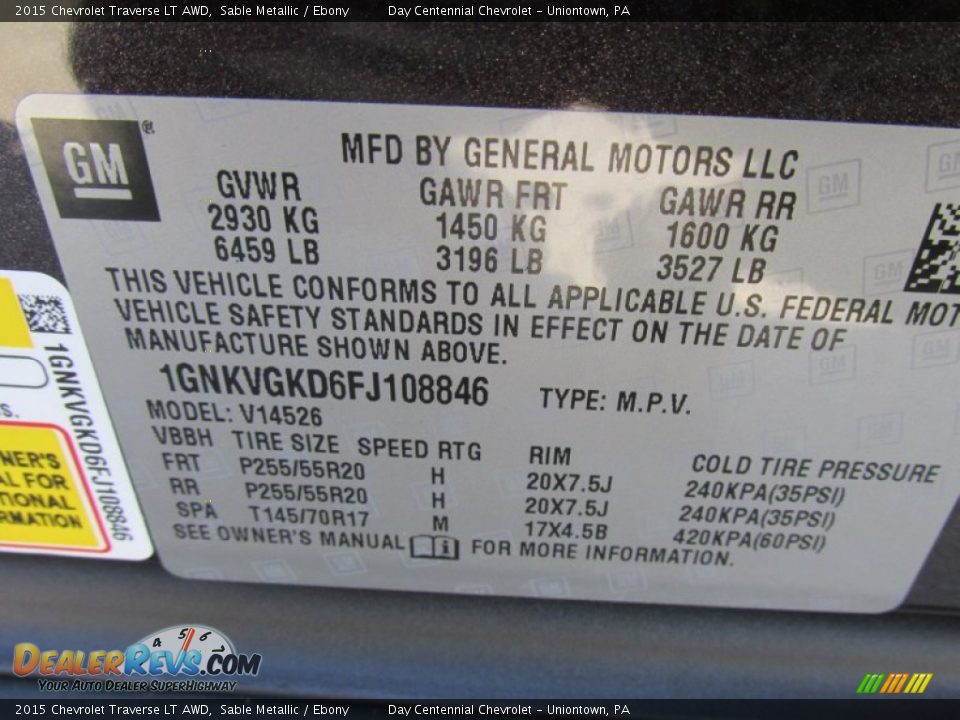 2015 Chevrolet Traverse LT AWD, Sable Metallic / Ebony Day Centennial Chevrolet - Uniontown, PA
GM
MFD BY GENERAL MOTORS LLC
GVWR GAWR FRT GAWR RR
2930 KG 1450 KG 1600 KG
6459 LB 3196 LB 3527 LB
THIS VEHICLE CONFORMS TO ALL APPLICABLE U.S. FEDERAL MOT
VEHICLE SAFETY STANDARDS IN EFFECT ON THE DATE OF
MANUFACTURE SHOWN ABOVE.
1GNKVGKD6FJ108846 TYPE: M.P.V.
MODEL: V14526
VBBH TIRE SIZE SPEED RTG RIM COLD TIRE PRESSURE
FRT P255/55R20 H 20X7.5J 240KPA(35PSI)
RR P255/55R20 H 20X7.5J 240KPA(35PSI)
SPA T145/70R17 M 17X4.5B 420KPA(60PSI)
SEE OWNER'S MANUAL FOR MORE INFORMATION.
1GNKVGKD6FJ108846
S.
NER'S
AL FOR
TIONAL
RMATION
4 5 6
DEALERREVS.COM
YOUR AUTO DEALER SUPERHIGHWAY
2015 Chevrolet Traverse LT AWD, Sable Metallic / Ebony Day Centennial Chevrolet - Uniontown, PA